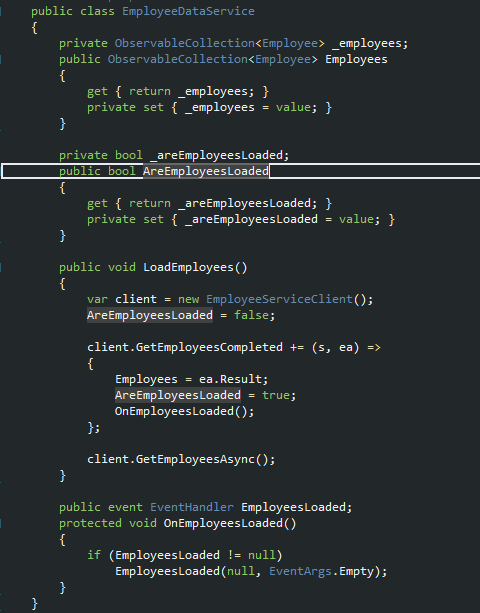 public class EmployeeDataService
{
    private ObservableCollection<Employee> _employees;
    public ObservableCollection<Employee> Employees
    {
        get { return _employees; }
        private set { _employees = value; }
    }

    private bool _areEmployeesLoaded;
    public bool AreEmployeesLoaded
    {
        get { return _areEmployeesLoaded; }
        private set { _areEmployeesLoaded = value; }
    }

    public void LoadEmployees()
    {
        var client = new EmployeeServiceClient();
        AreEmployeesLoaded = false;

        client.GetEmployeesCompleted += (s, ea) =>
        {
            Employees = ea.Result;
            AreEmployeesLoaded = true;
            OnEmployeesLoaded();
        };

        client.GetEmployeesAsync();
    }

    public event EventHandler EmployeesLoaded;
    protected void OnEmployeesLoaded()
    {
        if (EmployeesLoaded != null)
            EmployeesLoaded(null, EventArgs.Empty);
    }
}